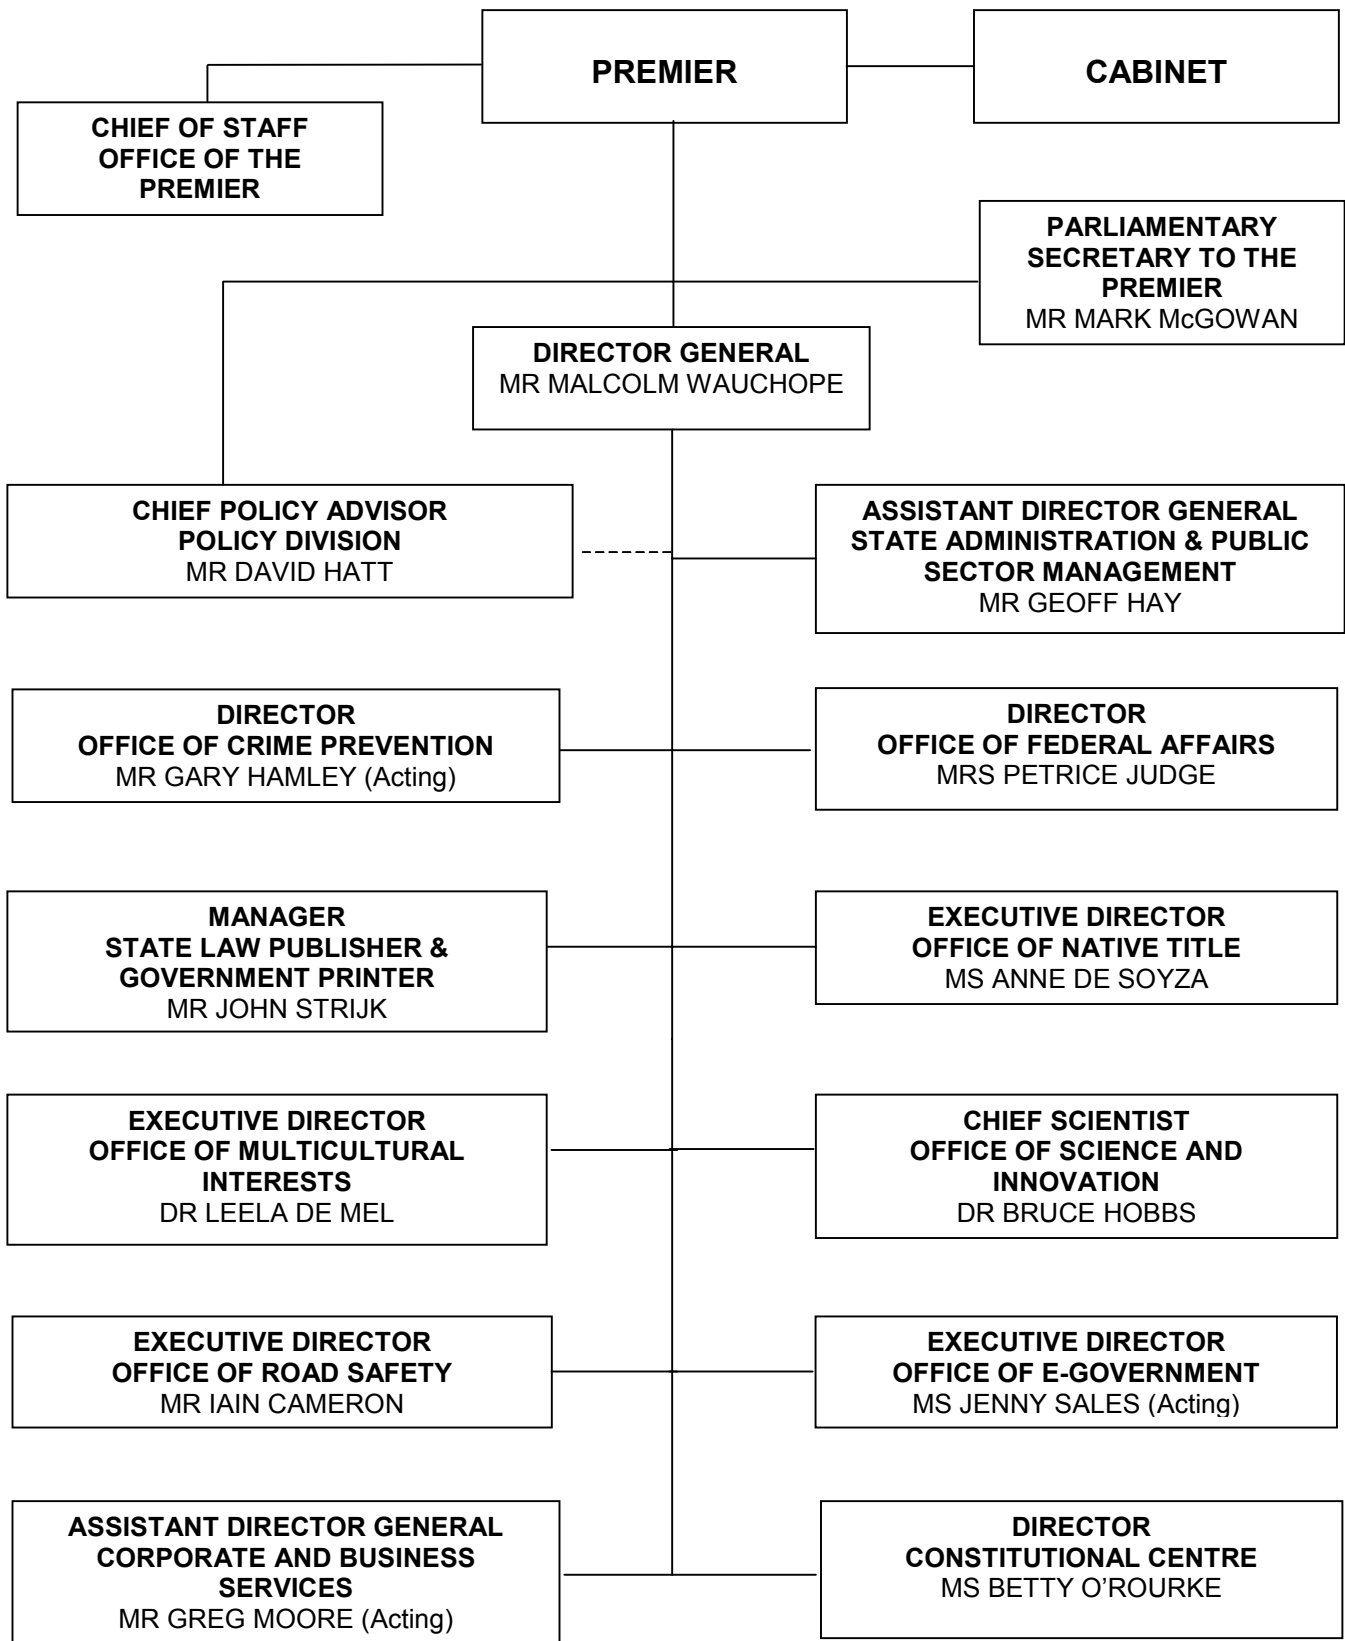 PREMIER
CABINET
CHIEF OF STAFF
OFFICE OF THE
PREMIER
PARLIAMENTARY
SECRETARY TO THE
PREMIER
MR MARK McGOWAN
DIRECTOR GENERAL
MR MALCOLM WAUCHOPE
CHIEF POLICY ADVISOR
POLICY DIVISION
MR DAVID HATT
ASSISTANT DIRECTOR GENERAL
STATE ADMINISTRATION & PUBLIC
SECTOR MANAGEMENT
MR GEOFF HAY
DIRECTOR
OFFICE OF CRIME PREVENTION
MR GARY HAMLEY (Acting)
DIRECTOR
OFFICE OF FEDERAL AFFAIRS
MRS PETRICE JUDGE
MANAGER
STATE LAW PUBLISHER &
GOVERNMENT PRINTER
MR JOHN STRIJK
EXECUTIVE DIRECTOR
OFFICE OF NATIVE TITLE
MS ANNE DE SOYZA
EXECUTIVE DIRECTOR
OFFICE OF MULTICULTURAL
INTERESTS
DR LEELA DE MEL
CHIEF SCIENTIST
OFFICE OF SCIENCE AND
INNOVATION
DR BRUCE HOBBS
EXECUTIVE DIRECTOR
OFFICE OF ROAD SAFETY
MR IAIN CAMERON
EXECUTIVE DIRECTOR
OFFICE OF E-GOVERNMENT
MS JENNY SALES (Acting)
ASSISTANT DIRECTOR GENERAL
CORPORATE AND BUSINESS
SERVICES
MR GREG MOORE (Acting)
DIRECTOR
CONSTITUTIONAL CENTRE
MS BETTY O'ROURKE